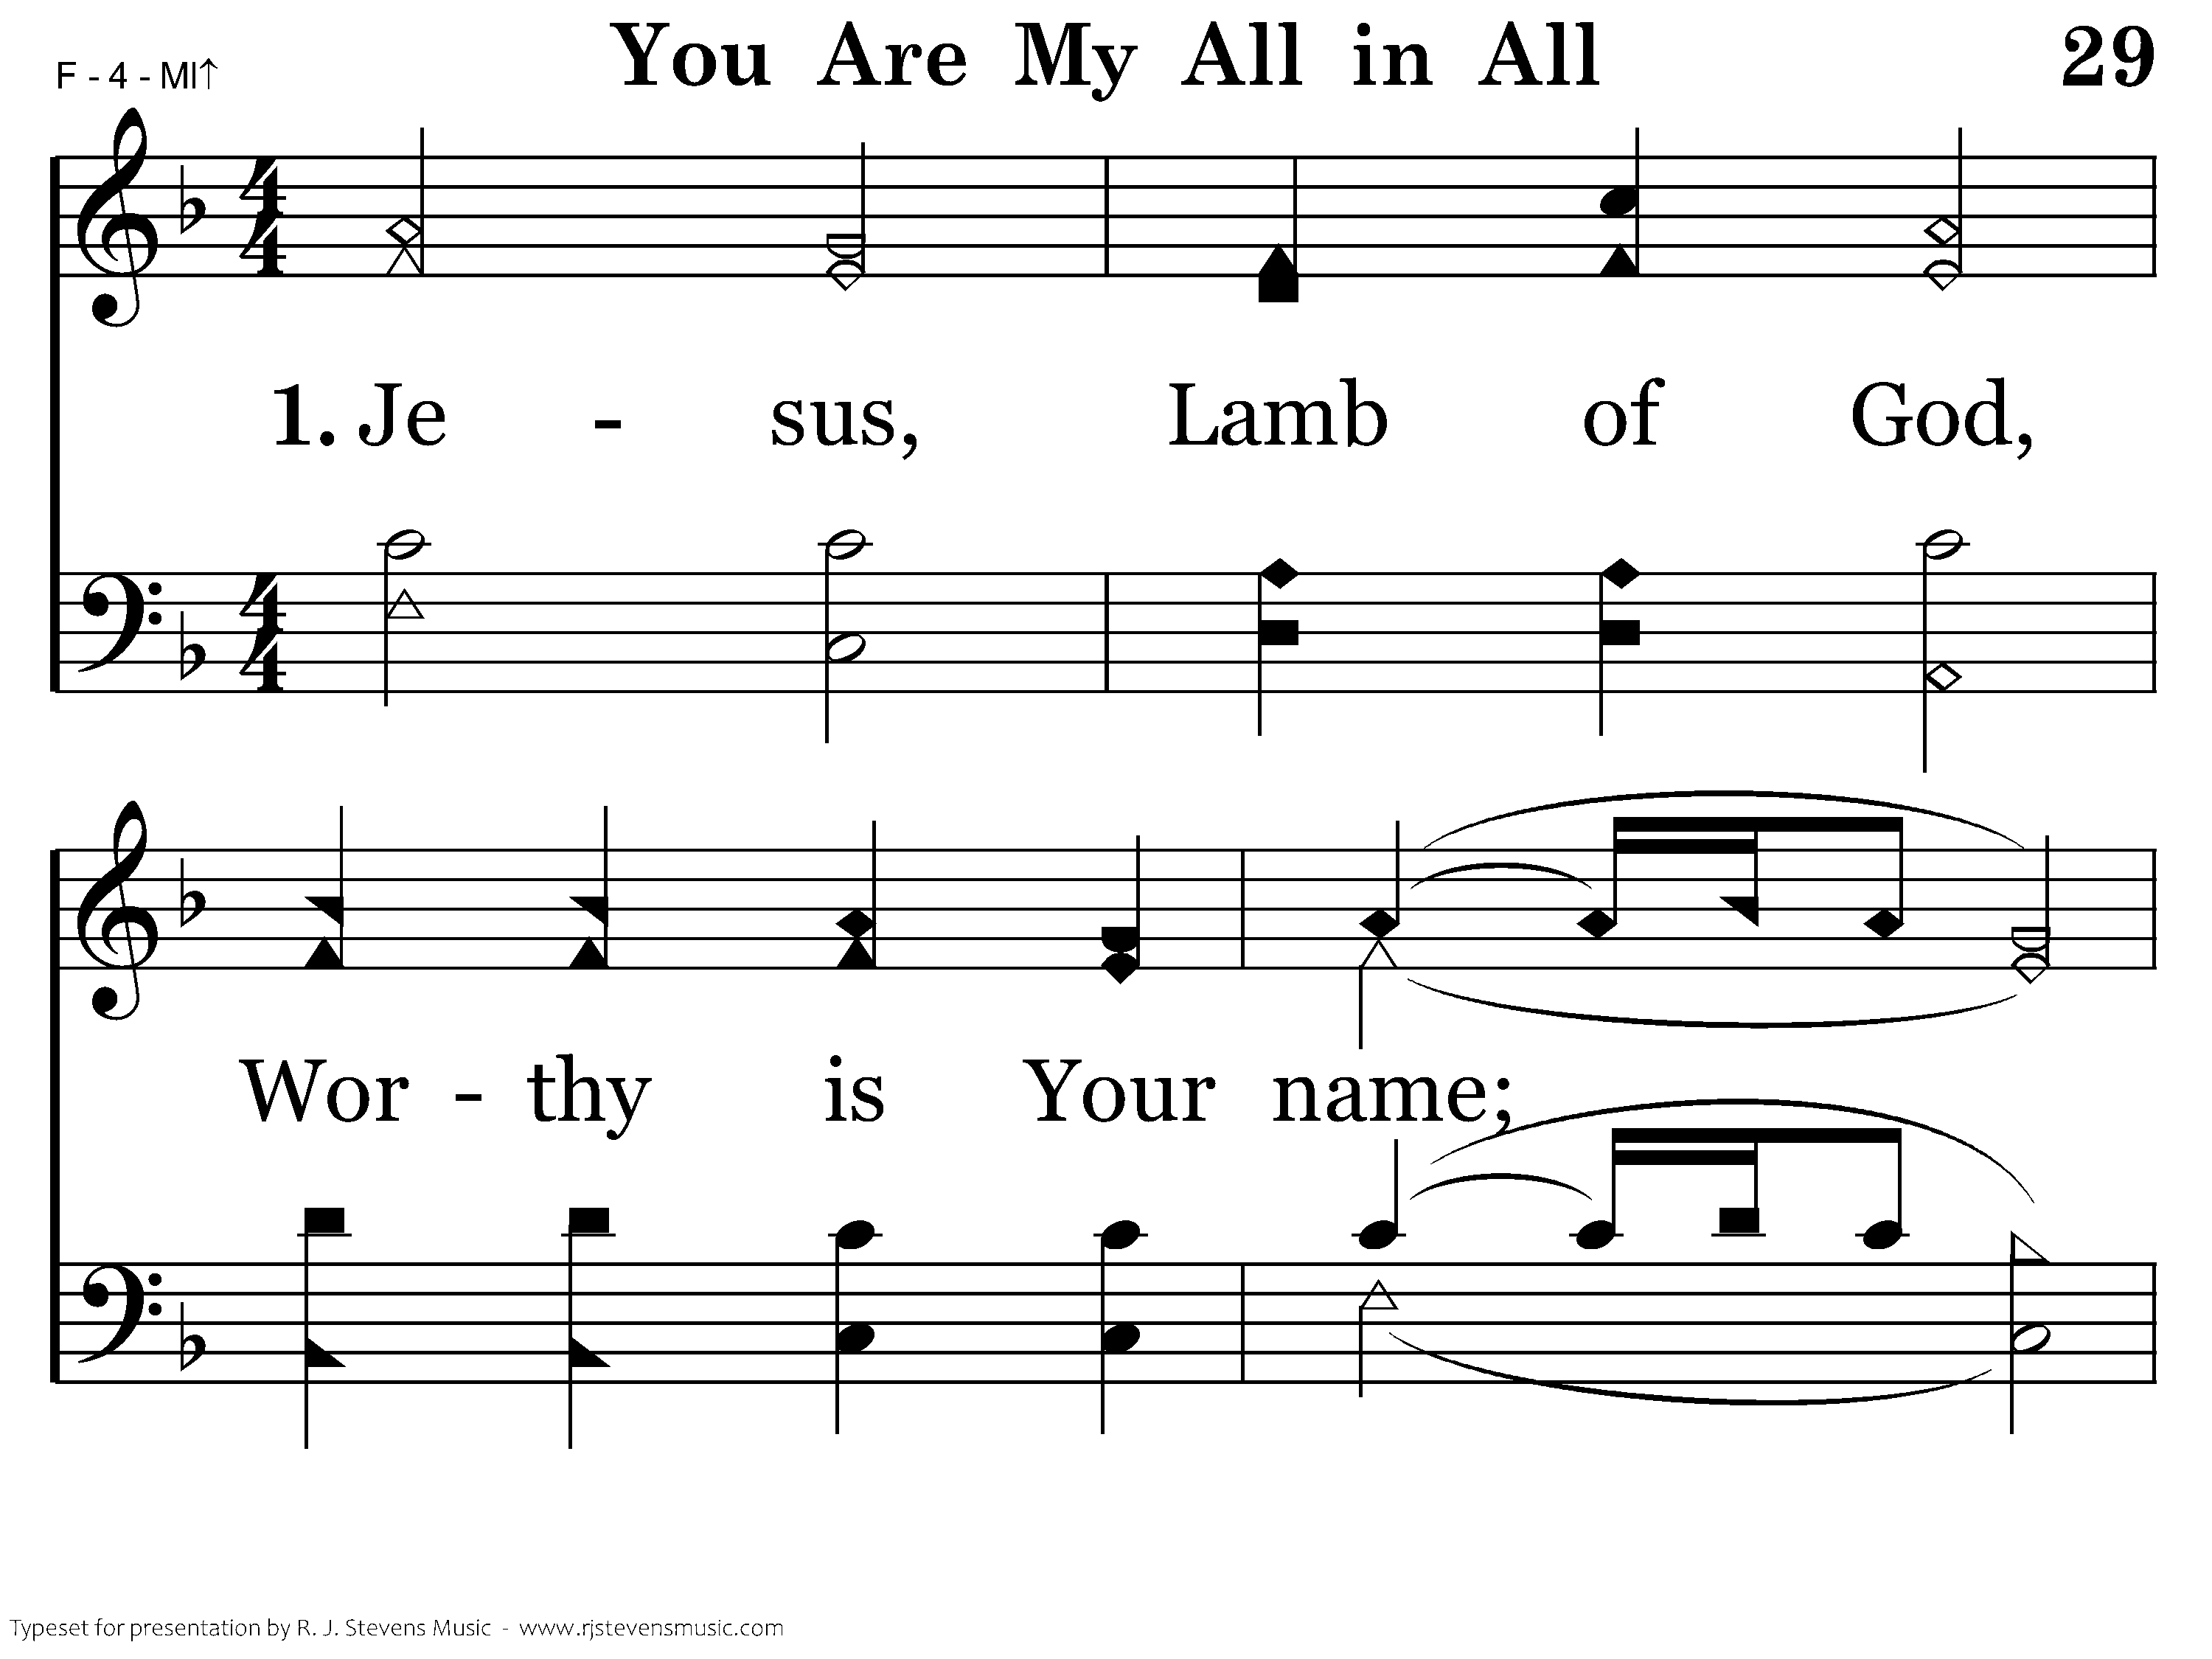 You Are My All in All 29
F - 4 - MI↑
1. Je - sus, Lamb of God,
Wor - thy is Your name;
Typeset for presentation by R. J. Stevens Music - www.rjstevensmusic.com